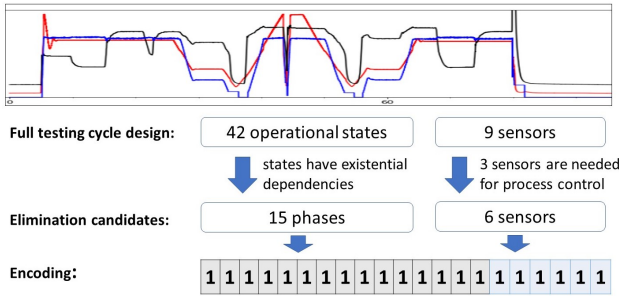 0
60
Full testing cycle design:
42 operational states
9 sensors
states have existential
dependencies
3 sensors are needed
for process control
Elimination candidates:
15 phases
6 sensors
Encoding:
1 1 1 1 1 1 1 1 1 1 1 1 1 1 1 1 1 1 1 1 1